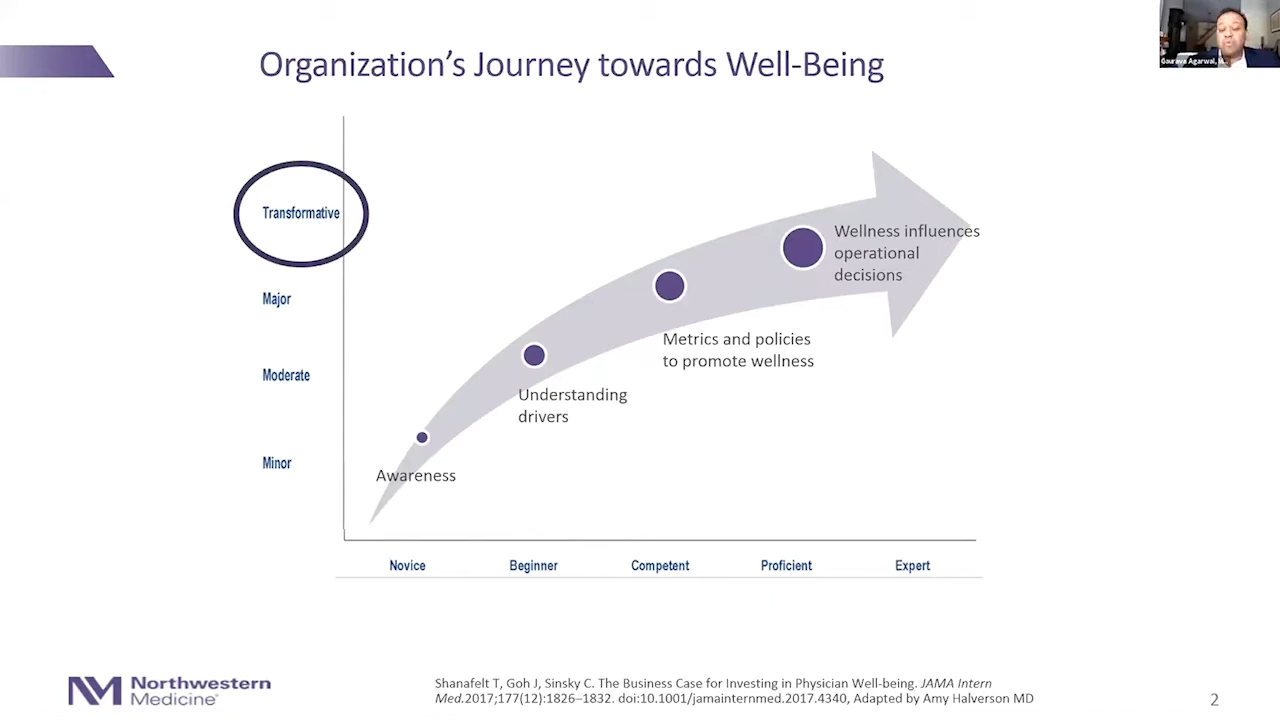 Organization's Journey towards Well-Being
Gaurava Agarwal, M...
Transformative
Major
Moderate
Minor
Wellness influences
operational
decisions
Metrics and policies
to promote wellness
Understanding
drivers
Awareness
Novice
Beginner
Competent
Proficient
Expert
NM
Northwestern
Medicine
Shanafelt T, Goh J, Sinsky C. The Business Case for Investing in Physician Well-being. JAMA Intern
Med.2017;177(12):1826–1832. doi:10.1001/jamainternmed.2017.4340, Adapted by Amy Halverson MD
2